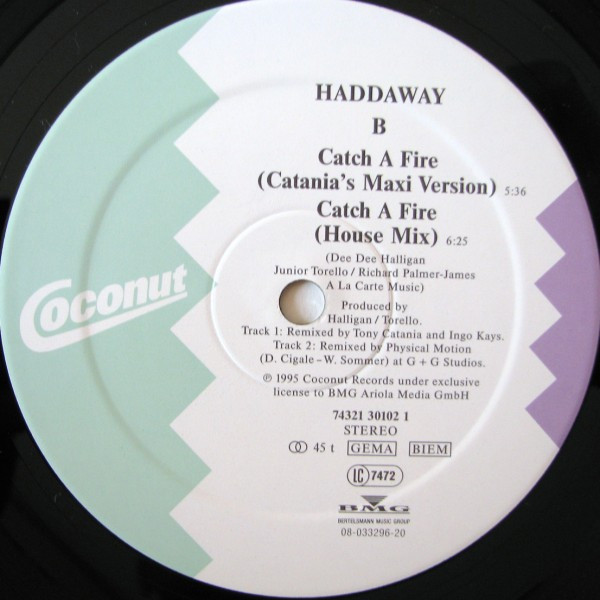 HADDAWAY
B
Catch A Fire
(Catania's Maxi Version) 5:36
Catch A Fire
(House Mix) 6:25
(Dee Dee Halligan
Junior Torello / Richard Palmer-James
A La Carte Music)
Coconut
Produced by
Halligan / Torello.
Track 1: Remixed by Tony Catania and Ingo Kays.
Track 2: Remixed by Physical Motion
(D. Cigale – W. Sommer) at G + G Studios.
℗ 1995 Coconut Records under exclusive
license to BMG Ariola Media GmbH
74321 30102 1
STEREO
45 t GEMA BIEM
LC 7472
BMG
BERTELSMANN MUSIC GROUP
08-033296-20